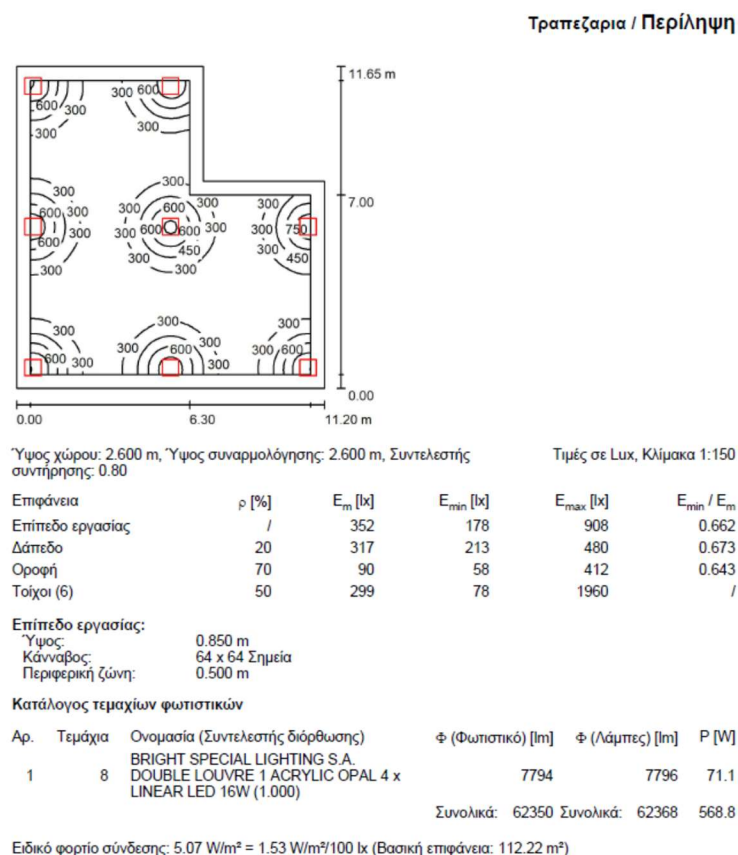 Τραπεζαρια / Περίληψη
11.65 m
300 600
600 300
300
300
7.00
300
300 600 300 300
600 300
300 600 600 300 300 750
600 450 300 450
300 300
300 300
300 600 300 300 600
600 300
0.00
0.00 6.30 11.20 m
Ύψος χώρου: 2.600 m, Ύψος συναρμολόγησης: 2.600 m, Συντελεστής συντήρησης: 0.80
Τιμές σε Lux, Κλίμακα 1:150
Επιφάνεια ρ [%] Em [lx] Emin [lx] Emax [lx] Emin / Em
Επίπεδο εργασίας / 352 178 908 0.662
Δάπεδο 20 317 213 480 0.673
Οροφή 70 90 58 412 0.643
Τοίχοι (6) 50 299 78 1960 /
Επίπεδο εργασίας:
Ύψος: 0.850 m
Κάνναβος: 64 x 64 Σημεία
Περιφερική ζώνη: 0.500 m
Κατάλογος τεμαχίων φωτιστικών
Αρ. Τεμάχια Ονομασία (Συντελεστής διόρθωσης) Φ (Φωτιστικό) [lm] Φ (Λάμπες) [lm] P [W]
BRIGHT SPECIAL LIGHTING S.A.
1 8 DOUBLE LOUVRE 1 ACRYLIC OPAL 4 x 7794 7796 71.1
LINEAR LED 16W (1.000)
Συνολικά: 62350 Συνολικά: 62368 568.8
Ειδικό φορτίο σύνδεσης: 5.07 W/m² = 1.53 W/m²/100 lx (Βασική επιφάνεια: 112.22 m²)